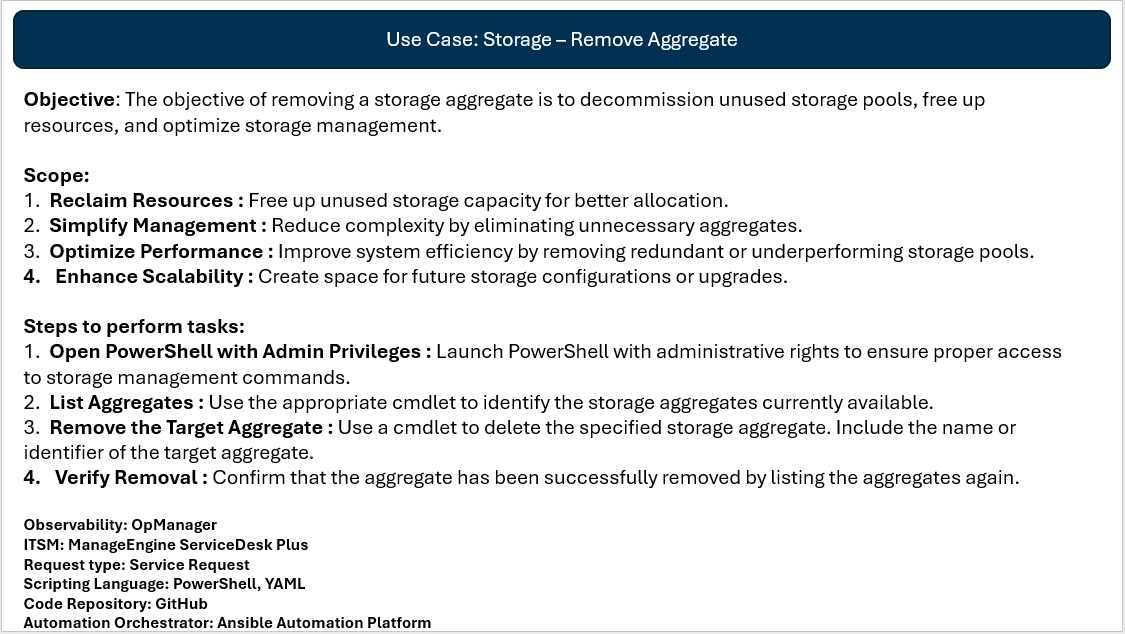 Use Case: Storage – Remove Aggregate
Objective: The objective of removing a storage aggregate is to decommission unused storage pools, free up
resources, and optimize storage management.
Scope:
1. Reclaim Resources : Free up unused storage capacity for better allocation.
2. Simplify Management : Reduce complexity by eliminating unnecessary aggregates.
3. Optimize Performance : Improve system efficiency by removing redundant or underperforming storage pools.
4. Enhance Scalability : Create space for future storage configurations or upgrades.
Steps to perform tasks:
1. Open PowerShell with Admin Privileges : Launch PowerShell with administrative rights to ensure proper access
to storage management commands.
2. List Aggregates : Use the appropriate cmdlet to identify the storage aggregates currently available.
3. Remove the Target Aggregate : Use a cmdlet to delete the specified storage aggregate. Include the name or
identifier of the target aggregate.
4. Verify Removal : Confirm that the aggregate has been successfully removed by listing the aggregates again.
Observability: OpManager
ITSM: ManageEngine ServiceDesk Plus
Request type: Service Request
Scripting Language: PowerShell, YAML
Code Repository: GitHub
Automation Orchestrator: Ansible Automation Platform